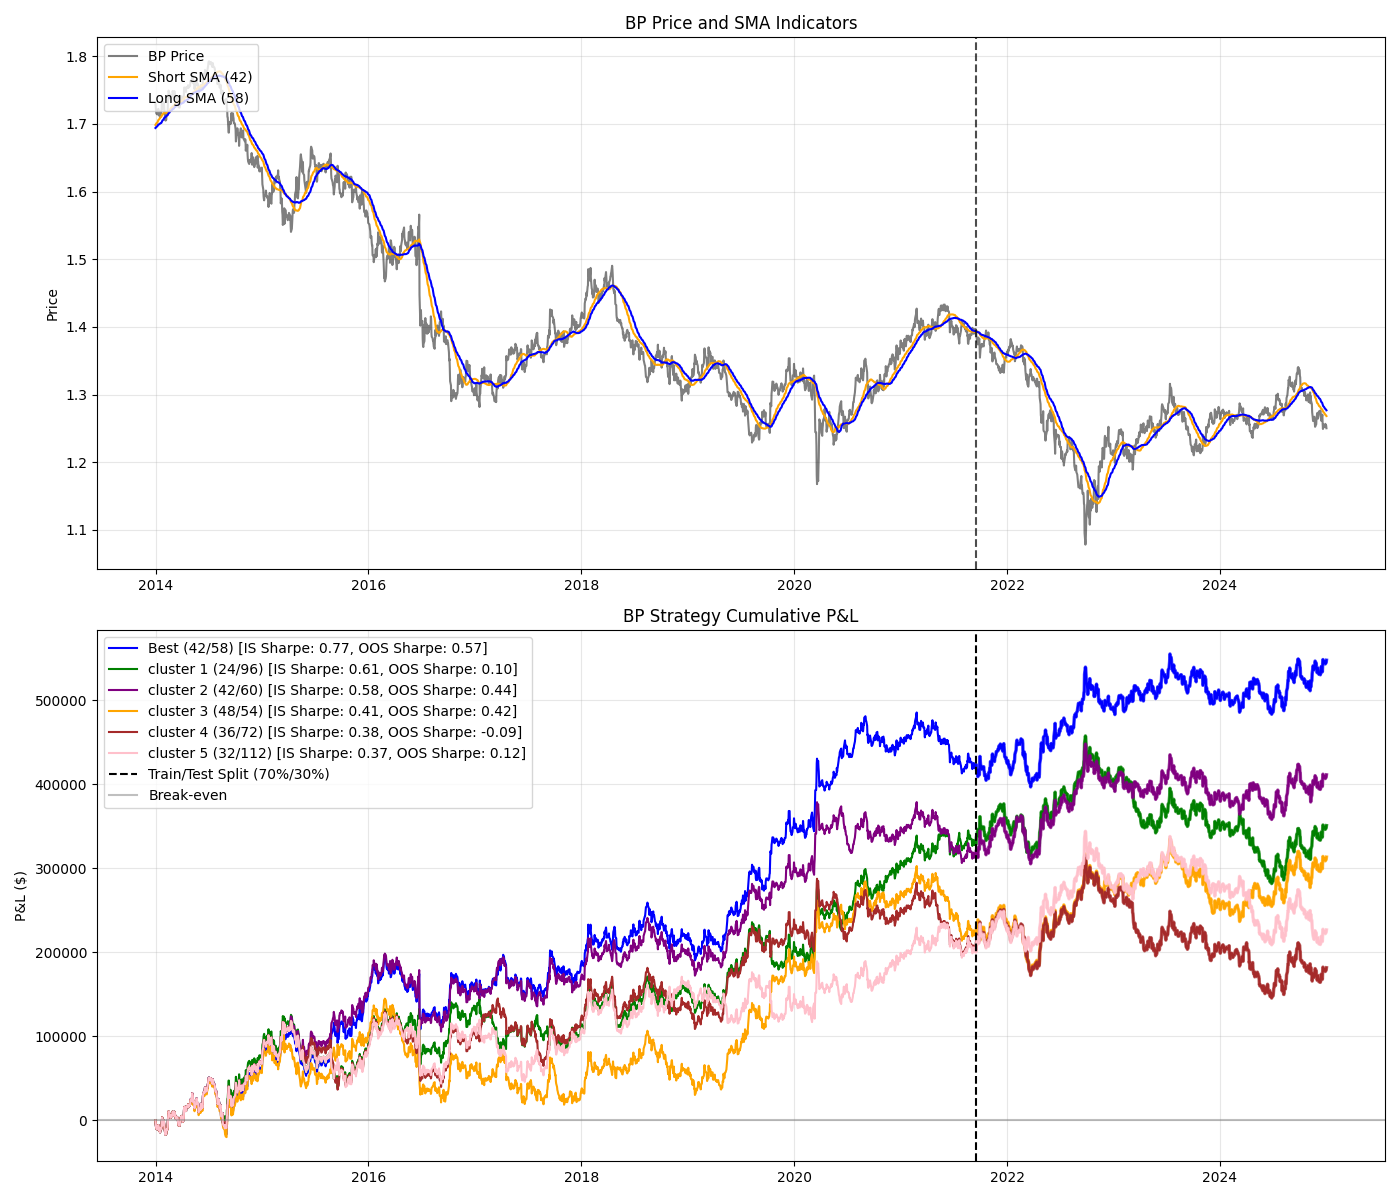 BP Price and SMA Indicators
BP Price
Short SMA (42)
Long SMA (58)
Price
1.8
1.7
1.6
1.5
1.4
1.3
1.2
1.1
2014 2016 2018 2020 2022 2024
BP Strategy Cumulative P&L
Best (42/58) [IS Sharpe: 0.77, OOS Sharpe: 0.57]
cluster 1 (24/96) [IS Sharpe: 0.61, OOS Sharpe: 0.10]
cluster 2 (42/60) [IS Sharpe: 0.58, OOS Sharpe: 0.44]
cluster 3 (48/54) [IS Sharpe: 0.41, OOS Sharpe: 0.42]
cluster 4 (36/72) [IS Sharpe: 0.38, OOS Sharpe: -0.09]
cluster 5 (32/112) [IS Sharpe: 0.37, OOS Sharpe: 0.12]
Train/Test Split (70%/30%)
Break-even
P&L ($)
500000
400000
300000
200000
100000
0
2014 2016 2018 2020 2022 2024